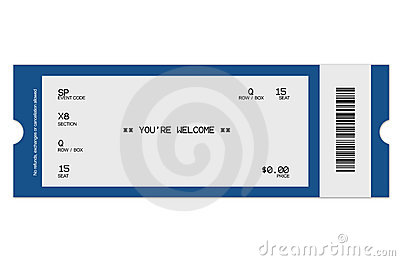 No refunds, exchanges or cancellation allowed
SP
EVENT CODE
Q 15
ROW / BOX SEAT
X8
SECTION
** YOU'RE WELCOME **
Q
ROW / BOX
15
SEAT
$0.00
PRICE
dreamstime
© dreamstime.com